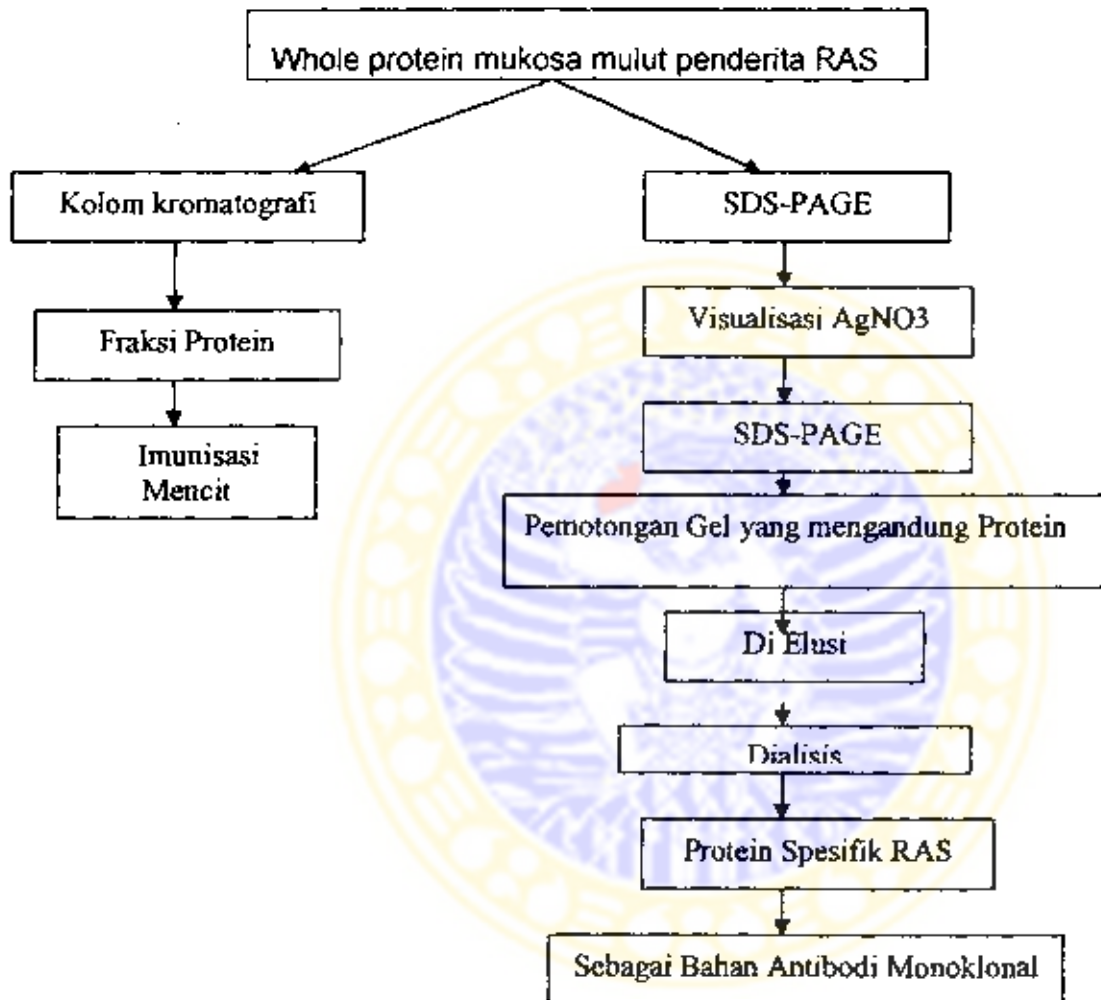 Whole protein mukosa mulut penderita RAS
Kolom kromatografi
Fraksi Protein
Imunisasi
Mencit
SDS-PAGE
Visualisasi AgNO3
SDS-PAGE
Pemotongan Gel yang mengandung Protein
Di Elusi
Dialisis
Protein Spesifik RAS
Sebagai Bahan Antibodi Monoklonal